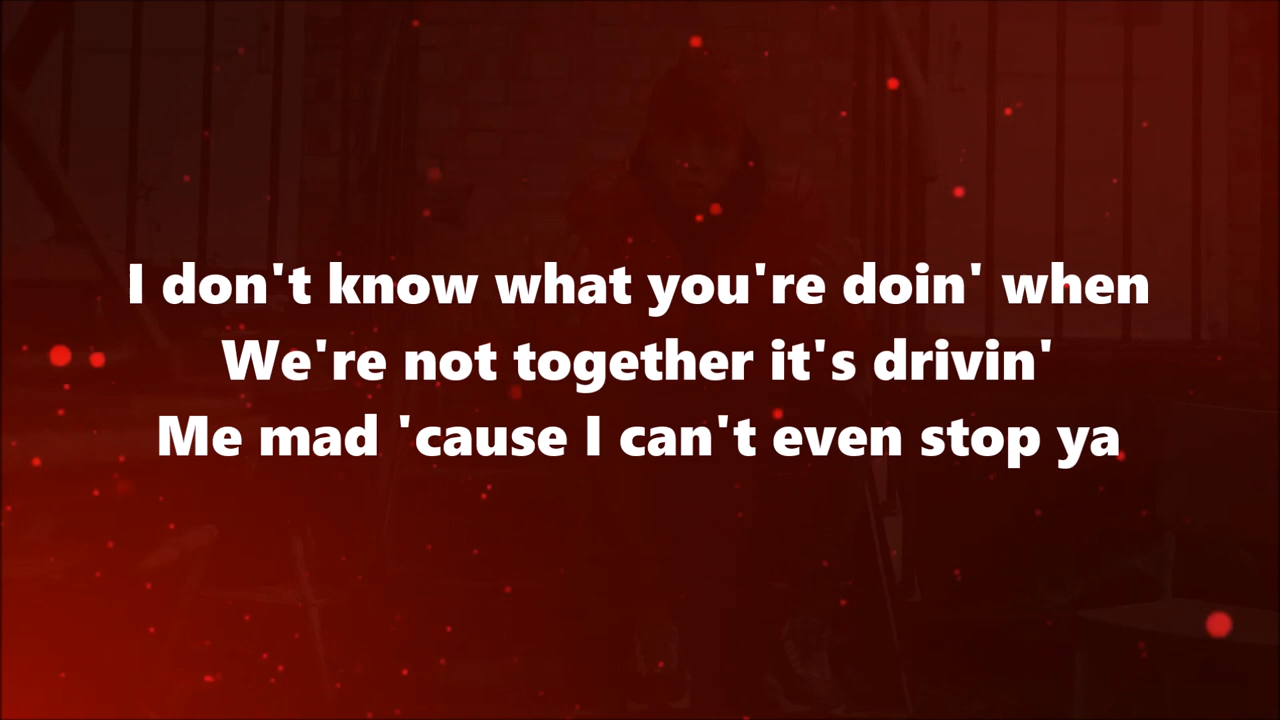 I don't know what you're doin' when
We're not together it's drivin'
Me mad 'cause I can't even stop ya